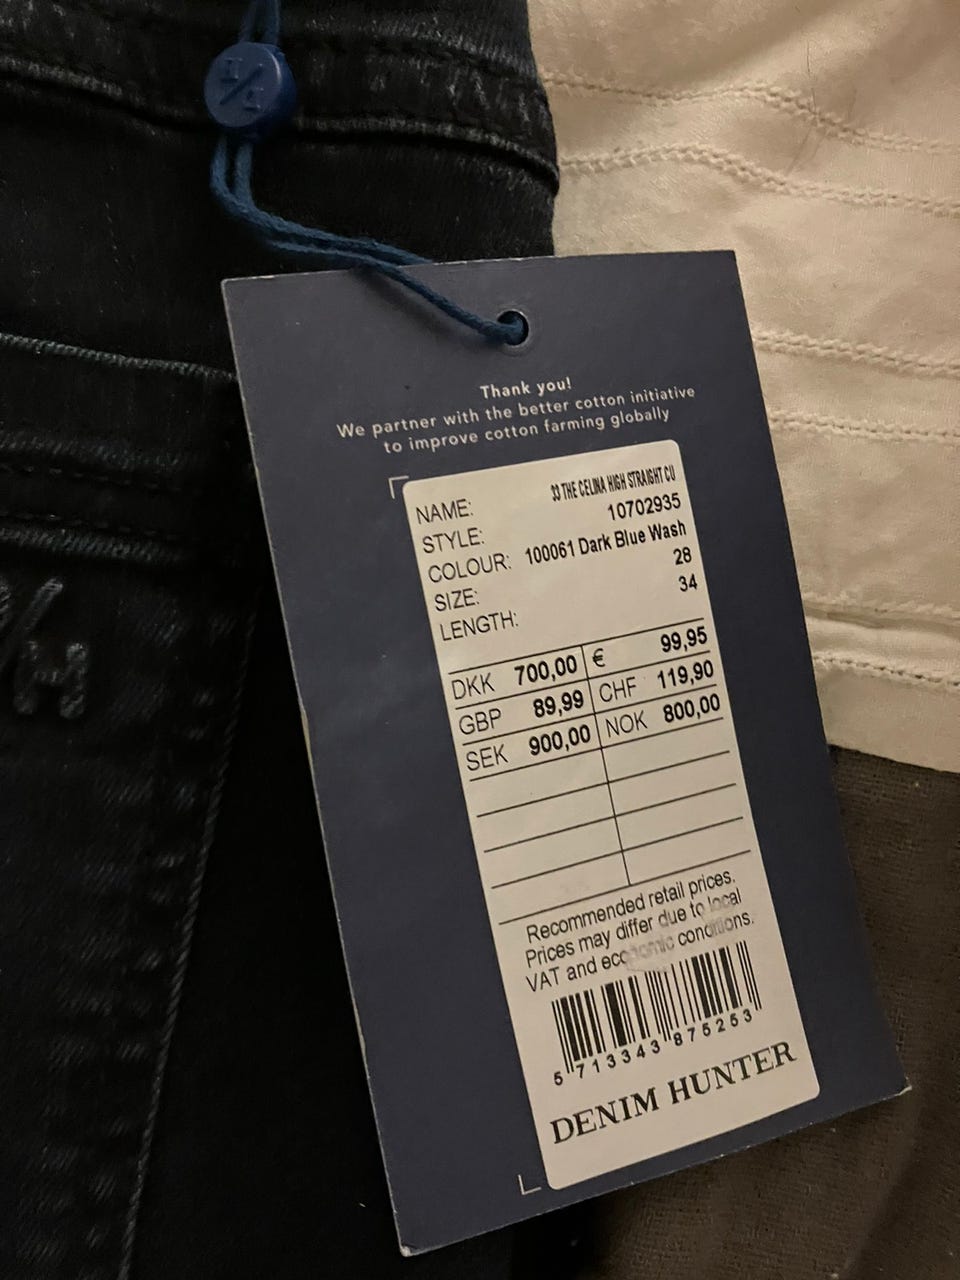 Thank you!
We partner with the better cotton initiative
to improve cotton farming globally
NAME: 33 THE CELINA HIGH STRAIGHT CU
STYLE: 10702935
COLOUR: 100061 Dark Blue Wash
SIZE: 28
LENGTH: 34
DKK 700,00 € 99,95
GBP 89,99 CHF 119,90
SEK 900,00 NOK 800,00
Recommended retail prices.
Prices may differ due to local
VAT and economic conditions.
5 713343 875253
DENIM HUNTER